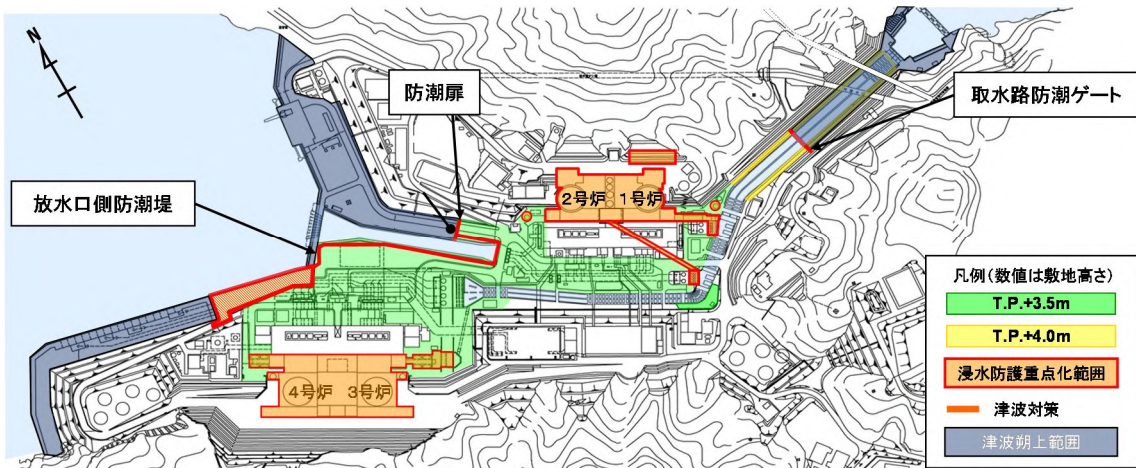 N
防潮扉
取水路防潮ゲート
放水口側防潮堤
2号炉 1号炉
4号炉 3号炉
凡例(数値は敷地高さ)
T.P.+3.5m
T.P.+4.0m
浸水防護重点化範囲
津波対策
津波朔上範囲